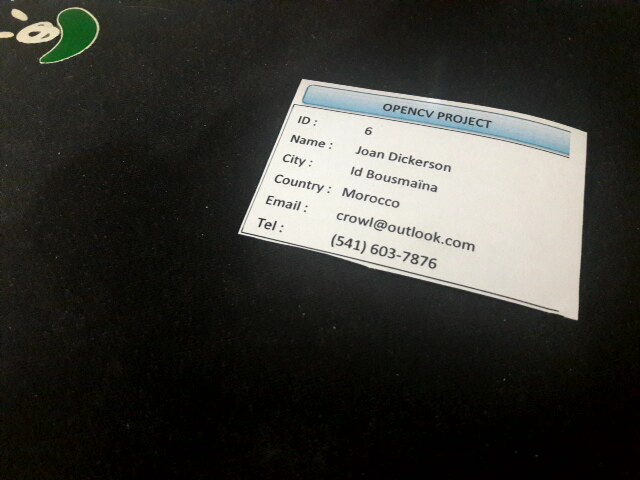 OPENCV PROJECT
ID : 6
Name : Joan Dickerson
City : Id Bousmaïna
Country : Morocco
Email : crowl@outlook.com
Tel : (541) 603-7876